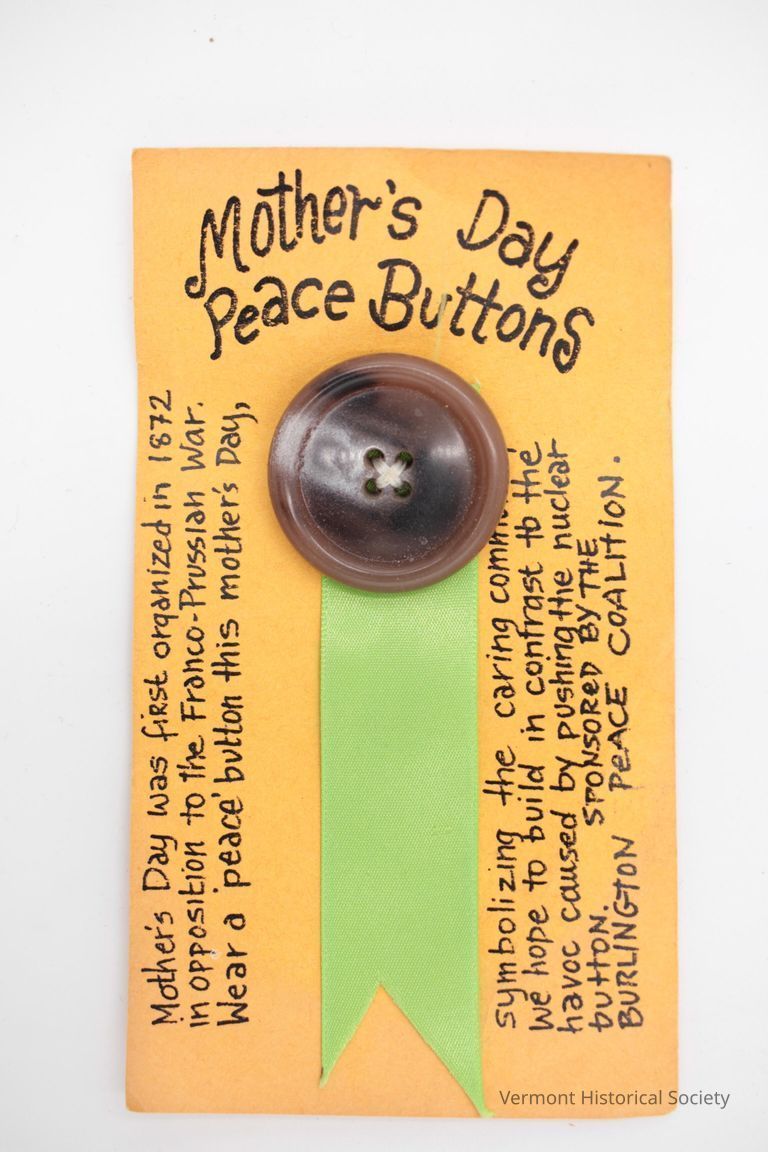 Mother's Day
Peace Buttons
Mother's Day was first organized in 1872
in opposition to the Franco-Prussian War.
Wear a 'peace' button this mother's Day,
symbolizing the caring
we hope to build in contrast to the
havoc caused by pushing the nuclear
button. SPONSORED BY THE
BURLINGTON PEACE COALITION.
Vermont Historical Society